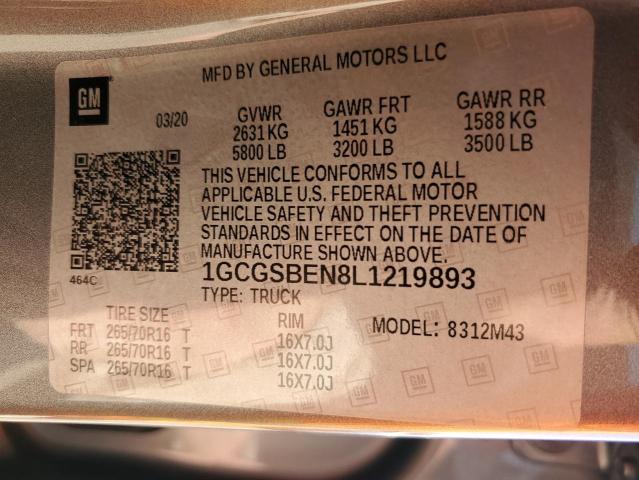 GM
MFD BY GENERAL MOTORS LLC
03/20 GVWR GAWR FRT GAWR RR
2631 KG 1451 KG 1588 KG
5800 LB 3200 LB 3500 LB
THIS VEHICLE CONFORMS TO ALL
APPLICABLE U.S. FEDERAL MOTOR
VEHICLE SAFETY AND THEFT PREVENTION
STANDARDS IN EFFECT ON THE DATE OF
MANUFACTURE SHOWN ABOVE.
464C
1GCGSBEN8L1219893
TYPE: TRUCK
TIRE SIZE RIM MODEL: 8312M43
FRT 265/70R16 T 16X7.0J
RR 265/70R16 T 16X7.0J
SPA 265/70R16 T 16X7.0J